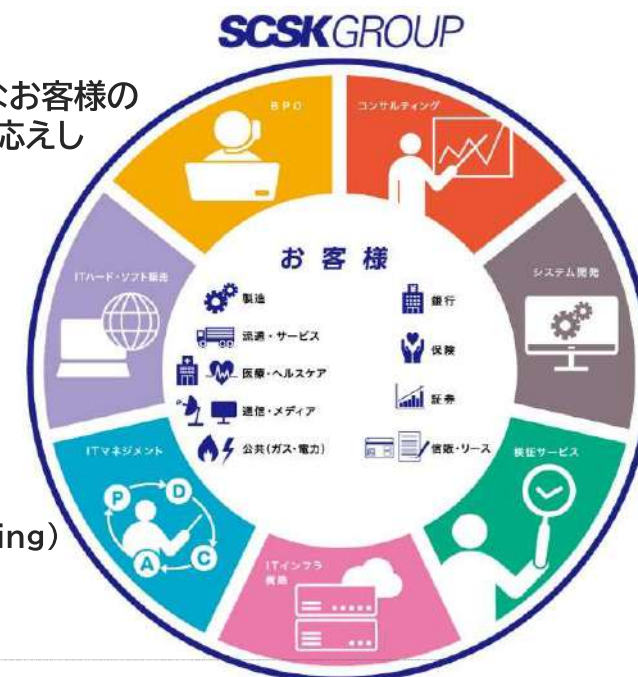 SCSKGROUP
なお客様の
応えし
BPO
コンサルティング
ITハード・ソフト販売
システム開発
お客様
製造
銀行
流通・サービス
保険
医療・ヘルスケア
証券
通信・メディア
公共(ガス・電力)
信販・リース
ITマネジメント
検証サービス
P
D
A
C
ing)
ITインフラ
構築